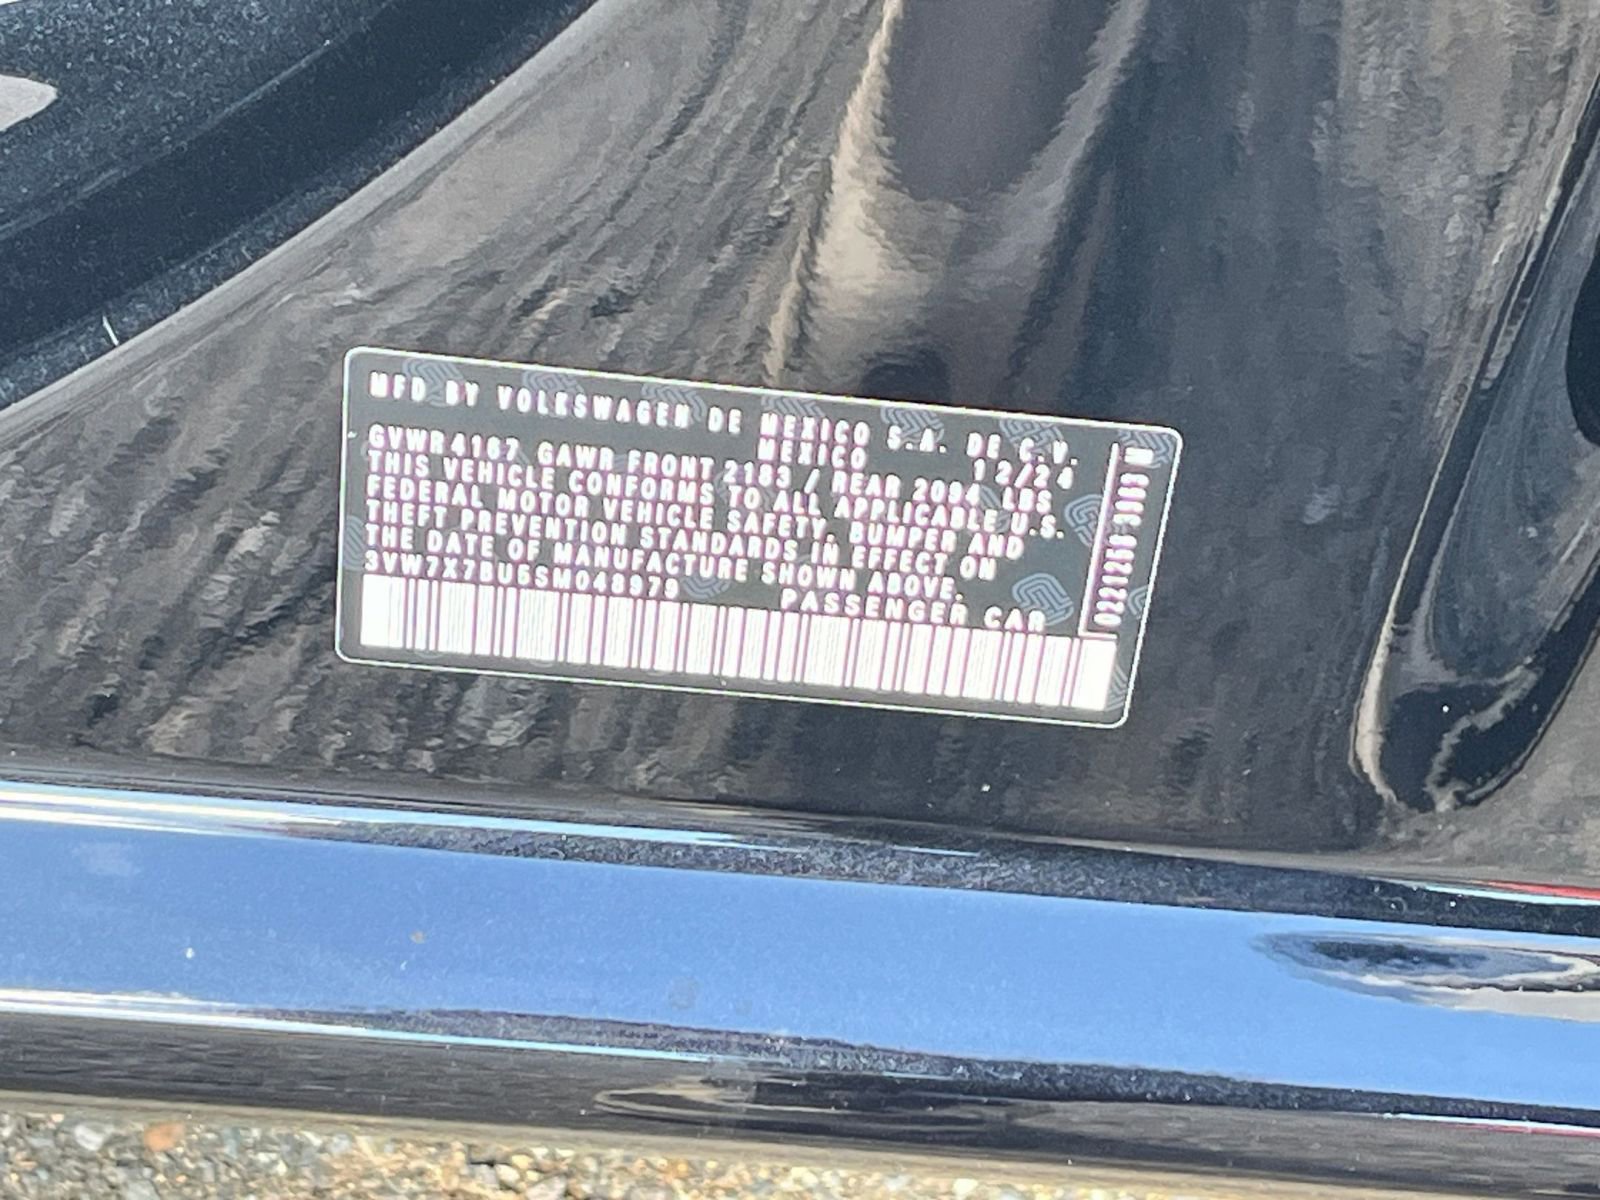 MFD BY VOLKSWAGEN DE MEXICO S.A. DE C.V.
MEXICO 12/24
GVWR 4167 GAWR FRONT 2183 / REAR 2094 LBS
THIS VEHICLE CONFORMS TO ALL APPLICABLE U.S.
FEDERAL MOTOR VEHICLE SAFETY, BUMPER AND
THEFT PREVENTION STANDARDS IN EFFECT ON
THE DATE OF MANUFACTURE SHOWN ABOVE.
3VW7X7BU5SM048979 PASSENGER CAR